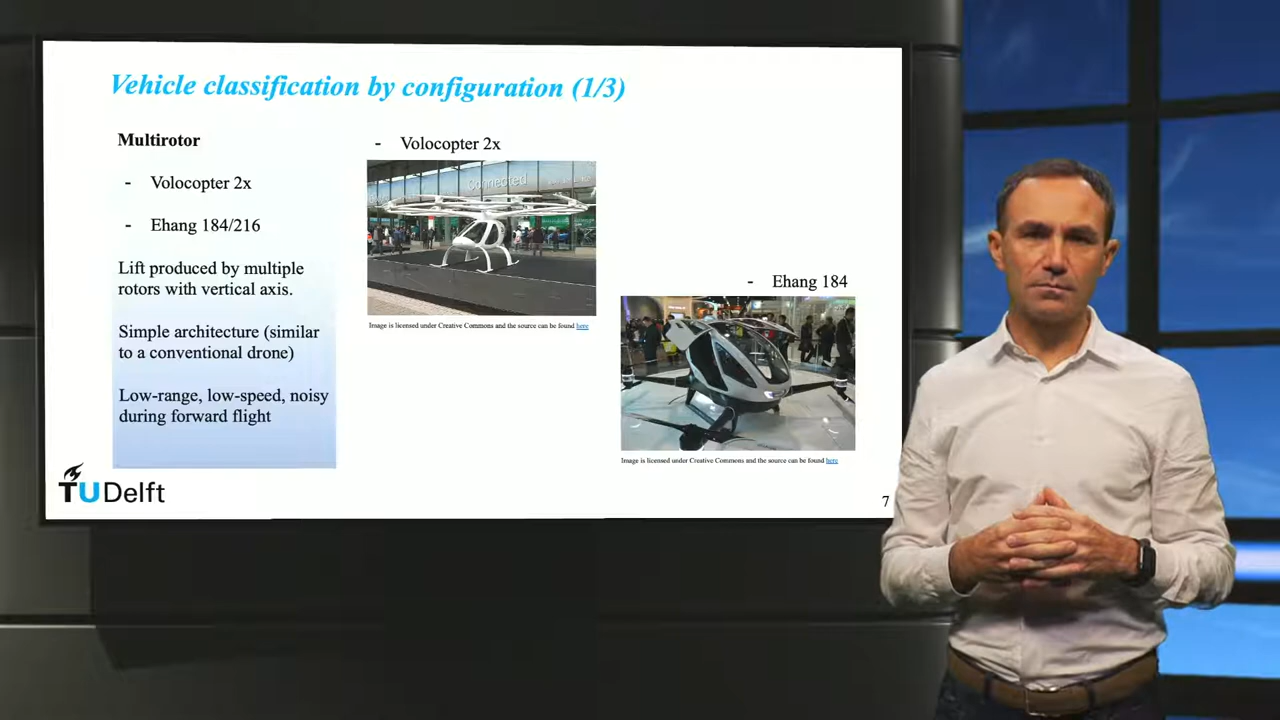 Vehicle classification by configuration (1/3)
Multirotor
- Volocopter 2x
- Ehang 184/216
Lift produced by multiple
rotors with vertical axis.
Simple architecture (similar
to a conventional drone)
Low-range, low-speed, noisy
during forward flight
- Volocopter 2x
Connected
Image is licensed under Creative Commons and the source can be found here
- Ehang 184
Image is licensed under Creative Commons and the source can be found here
TUDelft
7